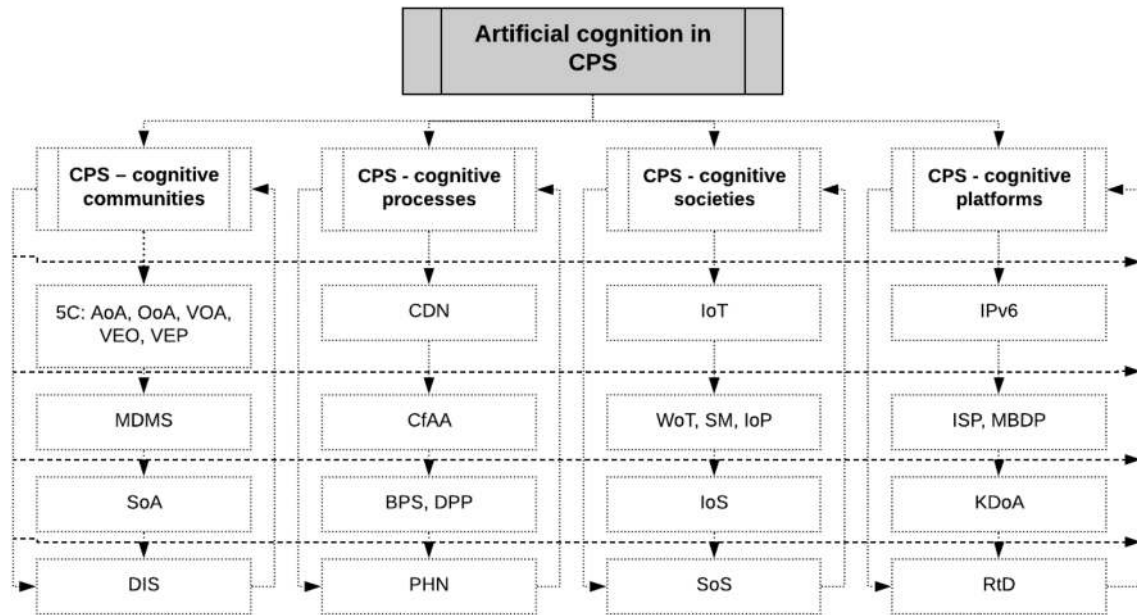 Artificial cognition in
CPS
CPS – cognitive
communities
CPS - cognitive
processes
CPS - cognitive
societies
CPS - cognitive
platforms
5C: AoA, OoA, VOA,
VEO, VEP
CDN
IoT
IPv6
MDMS
CfAA
WoT, SM, IoP
ISP, MBDP
SoA
BPS, DPP
IoS
KDoA
DIS
PHN
SoS
RtD